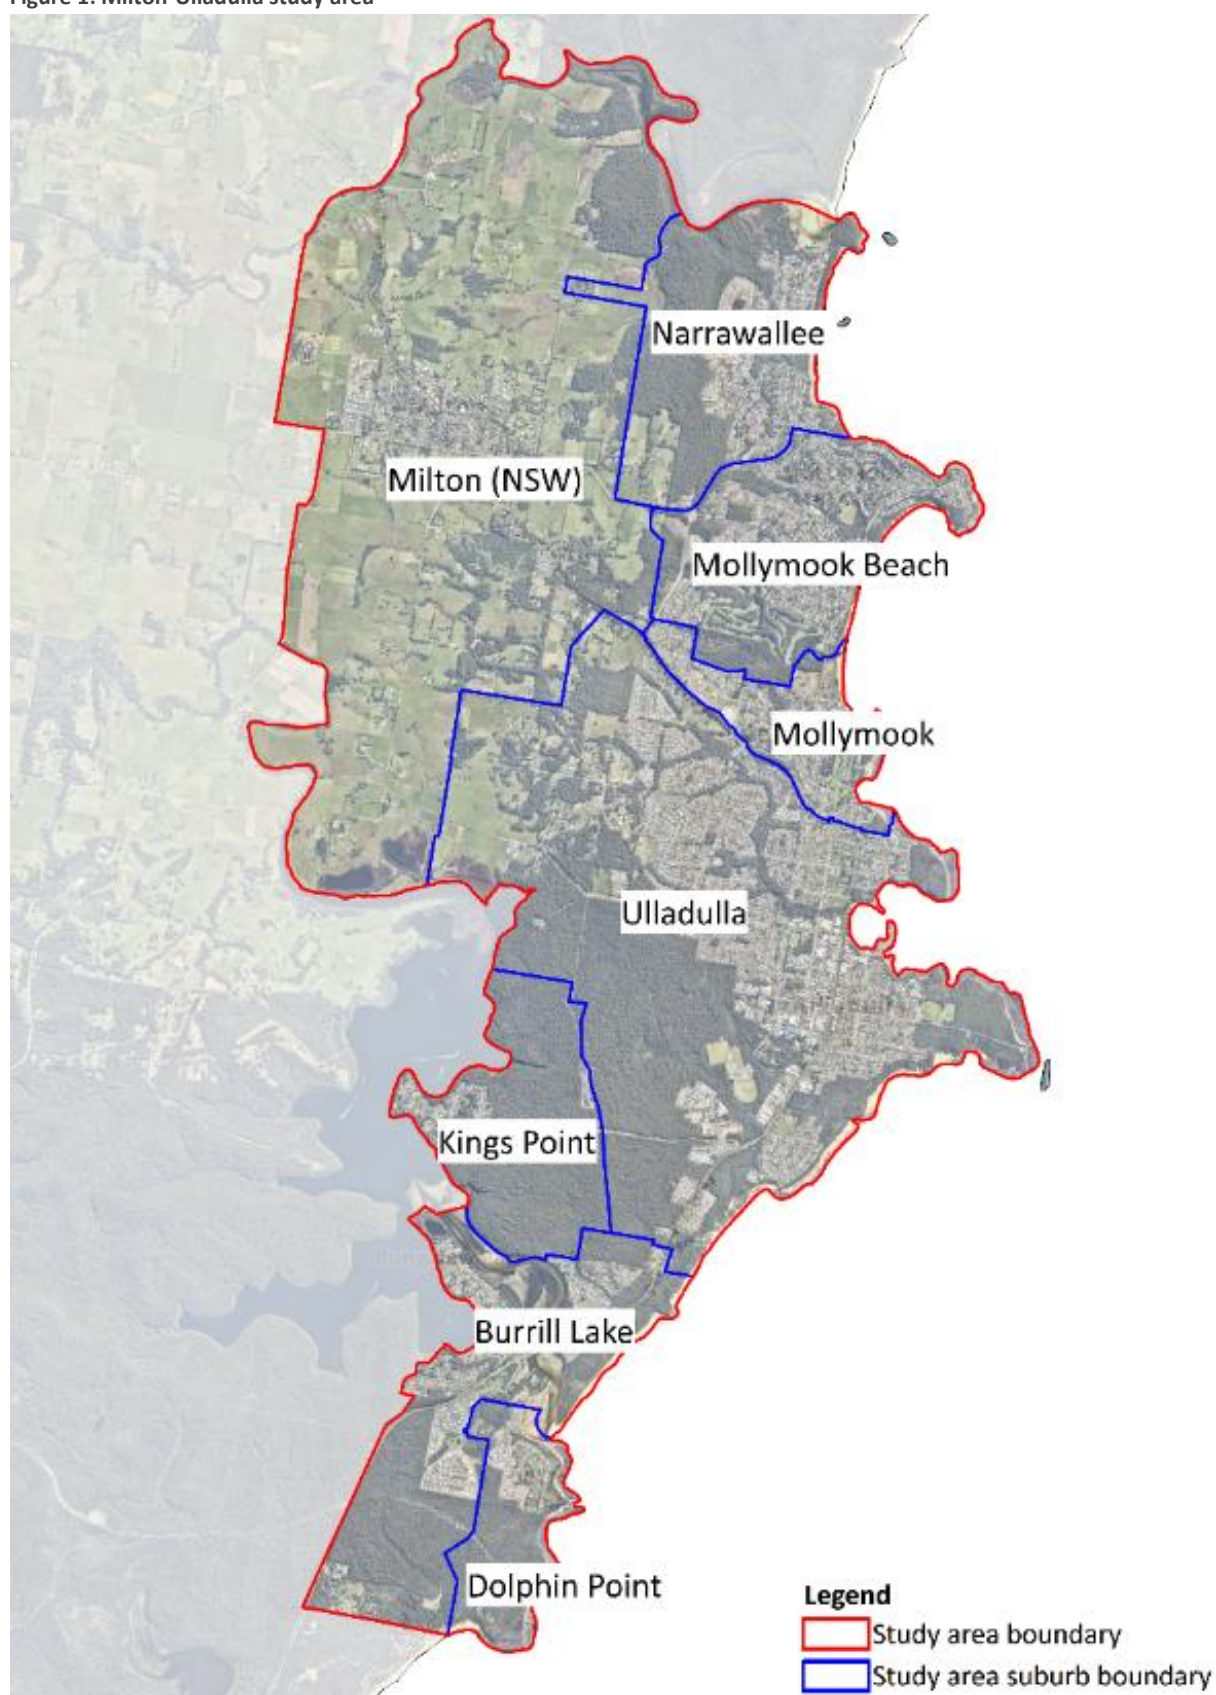 Figure 1: Milton-Ulladulla study area
Narrawallee
Milton (NSW)
Mollymook Beach
Mollymook
Ulladulla
Kings Point
Burrill Lake
Dolphin Point
Legend
Study area boundary
Study area suburb boundary